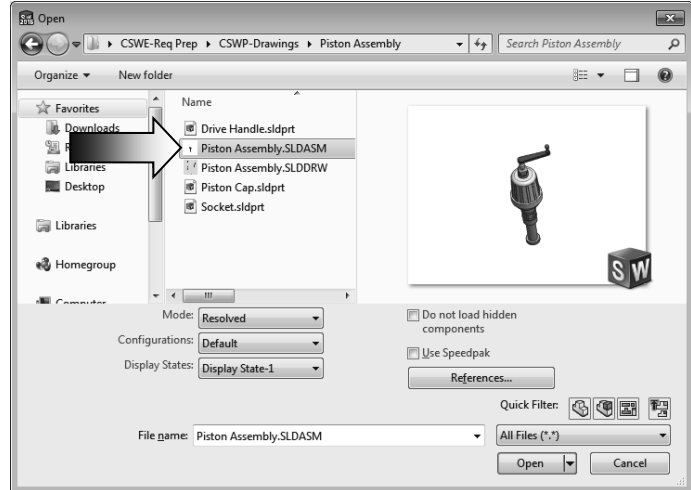 Open
CSWE-Req Prep ▸ CSWP-Drawings ▸ Piston Assembly
Search Piston Assembly
Organize
New folder
Favorites
Downloads
Libraries
Desktop
Libraries
Homegroup
Computer
Name
Drive Handle.sldprt
Piston Assembly.SLDASM
Piston Assembly.SLDDRW
Piston Cap.sldprt
Socket.sldprt
SW
Mode: Resolved
Configurations: Default
Display States: Display State-1
Do not load hidden
components
Use Speedpak
References...
Quick Filter:
File name: Piston Assembly.SLDASM
All Files (*.*)
Open
Cancel